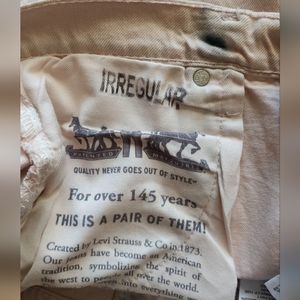 IRREGULAR
QUALITY NEVER GOES OUT OF STYLE
For over 145 years
THIS IS A PAIR OF THEM!
Created by Levi Strauss & Co in 1873.
Our jeans have become an American
tradition, symbolizing the spirit of
the west to people all over the world.